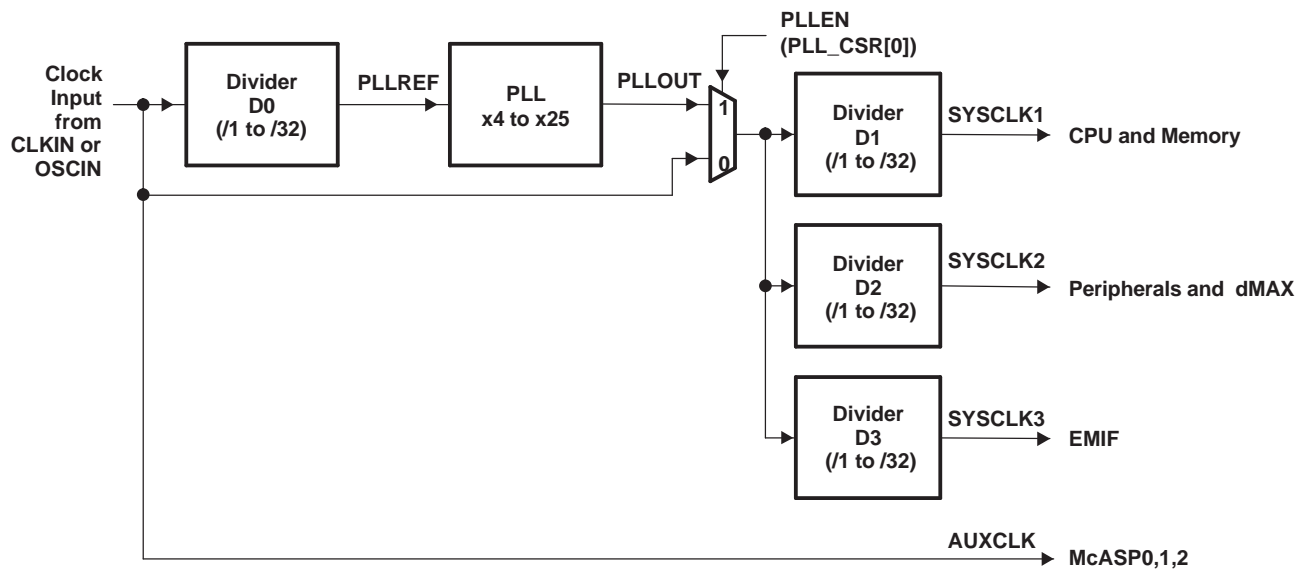 PLLEN
(PLL_CSR[0])
Clock
Input
from
CLKIN or
OSCIN
Divider
D0
(/1 to /32)
PLLREF
PLL
x4 to x25
PLLOUT
1
0
Divider
D1
(/1 to /32)
SYSCLK1
CPU and Memory
Divider
D2
(/1 to /32)
SYSCLK2
Peripherals and dMAX
Divider
D3
(/1 to /32)
SYSCLK3
EMIF
AUXCLK
McASP0,1,2